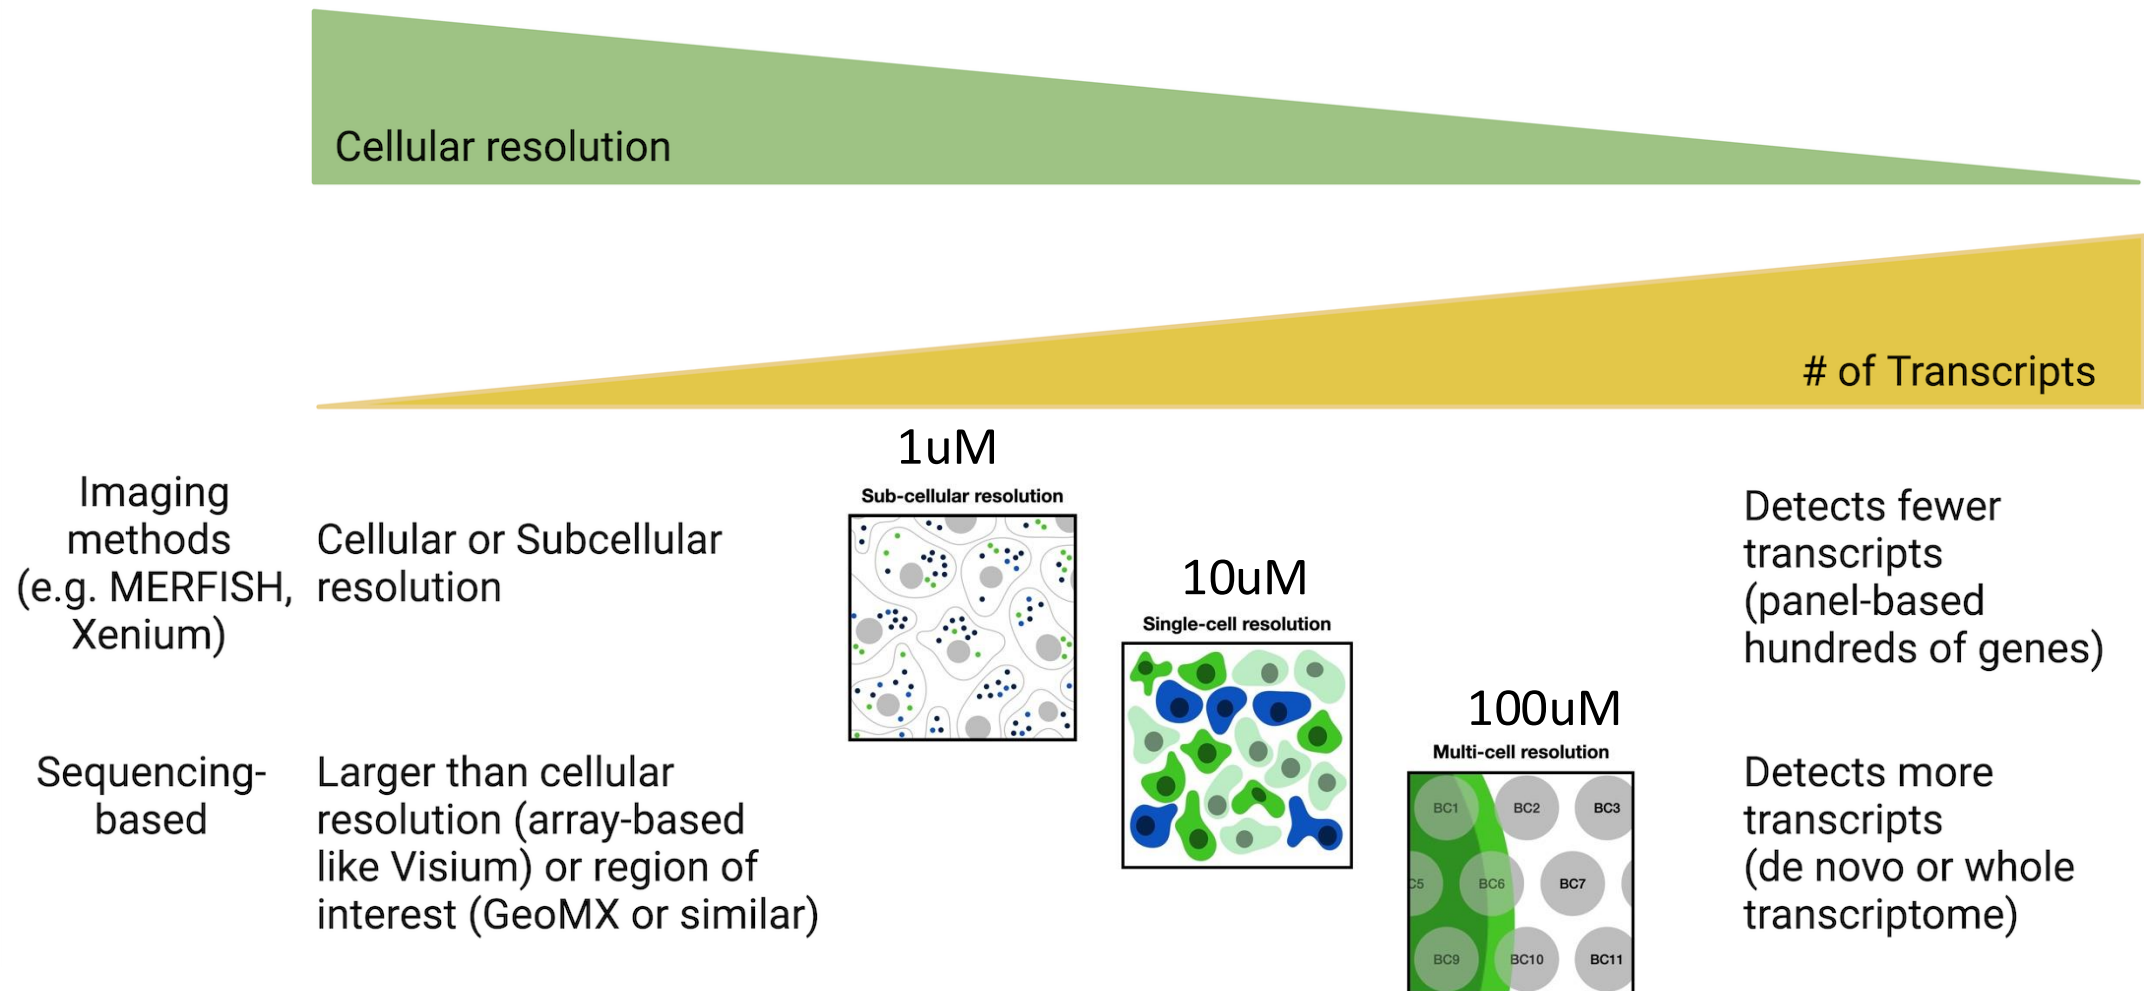 Cellular resolution
# of Transcripts
Imaging
methods
(e.g. MERFISH,
Xenium)
Cellular or Subcellular
resolution
1uM
Sub-cellular resolution
10uM
Single-cell resolution
100uM
Multi-cell resolution
BC1 BC2 BC3
C5 BC6 BC7
BC9 BC10 BC11
Detects fewer
transcripts
(panel-based
hundreds of genes)
Sequencing-
based
Larger than cellular
resolution (array-based
like Visium) or region of
interest (GeoMX or similar)
Detects more
transcripts
(de novo or whole
transcriptome)